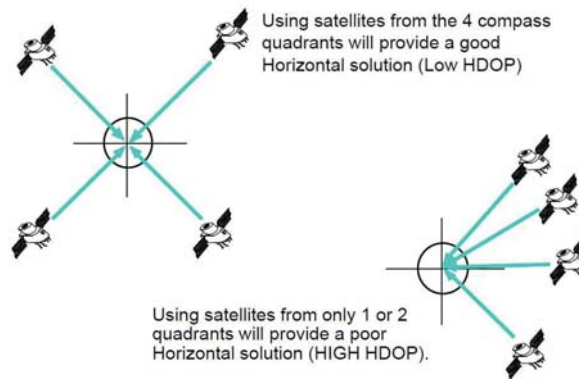 Using satellites from the 4 compass
quadrants will provide a good
Horizontal solution (Low HDOP)
Using satellites from only 1 or 2
quadrants will provide a poor
Horizontal solution (HIGH HDOP).